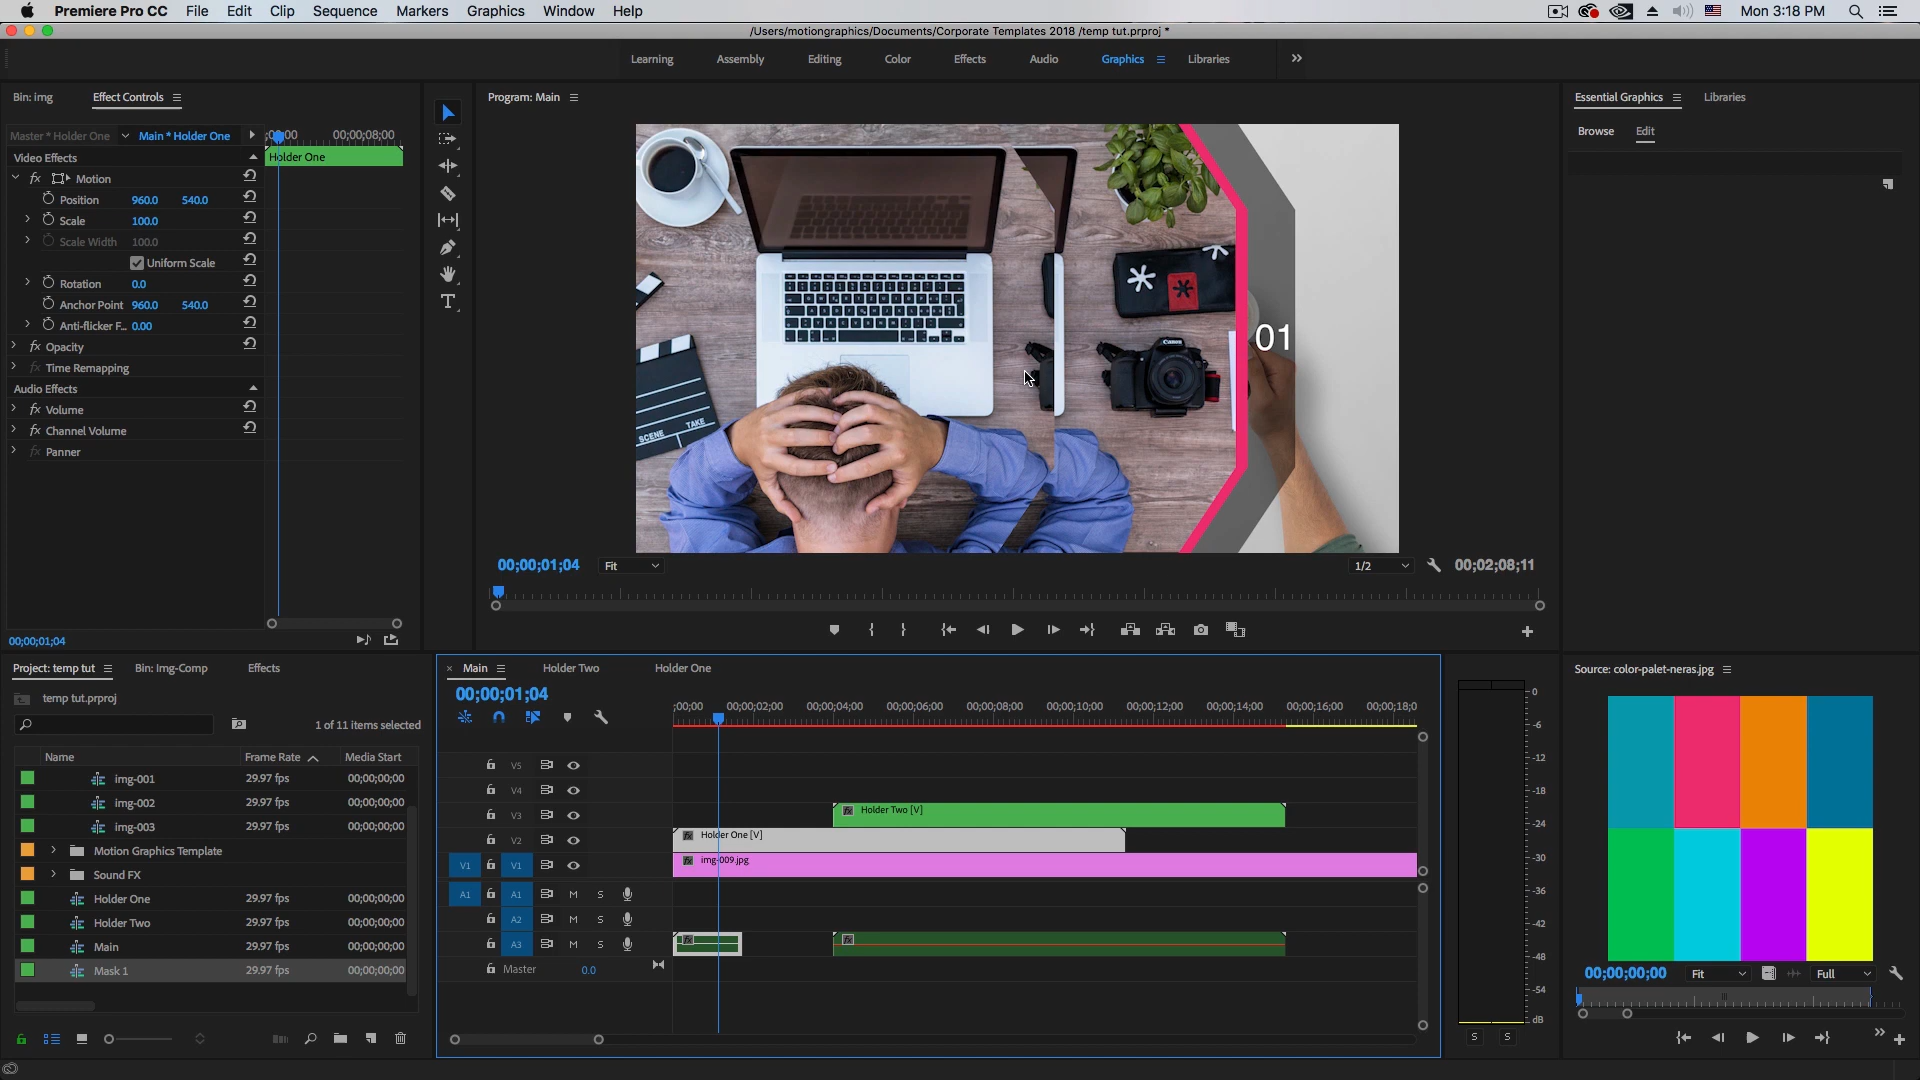 Premiere Pro CC File Edit Clip Sequence Markers Graphics Window Help Mon 3:18 PM
/Users/motiongraphics/Documents/Corporate Templates 2018 /temp tut.prproj *
Learning Assembly Editing Color Effects Audio Graphics Libraries
Bin: img Effect Controls Program: Main Essential Graphics Libraries
Browse Edit
Master * Holder One Main * Holder One 00;00;08;00
Video Effects Holder One
fx Motion
Position 960.0 540.0
Scale 100.0
Scale Width 100.0
Uniform Scale
Rotation 0.0
Anchor Point 960.0 540.0
Anti-flicker F... 0.00
fx Opacity
fx Time Remapping
Audio Effects
fx Volume
fx Channel Volume
fx Panner
01
Canon
SCENE TAKE
00;00;01;04 Fit 1/2 00;02;08;11
00;00;01;04
Project: temp tut Bin: Img-Comp Effects
temp tut.prproj
1 of 11 items selected
Name Frame Rate Media Start
img-001 29.97 fps 00;00;00;00
img-002 29.97 fps 00;00;00;00
img-003 29.97 fps 00;00;00;00
Motion Graphics Template
Sound FX
Holder One 29.97 fps 00;00;00;00
Holder Two 29.97 fps 00;00;00;00
Main 29.97 fps 00;00;00;00
Mask 1 29.97 fps 00;00;00;00
× Main Holder Two Holder One
00;00;01;04
;00;00 00;00;02;00 00;00;04;00 00;00;06;00 00;00;08;00 00;00;10;00 00;00;12;00 00;00;14;00 00;00;16;00 00;00;18;0
V5
V4
V3 fx Holder Two [V]
V2 fx Holder One [V]
V1 V1 fx img-009.jpg
A1 A1 M S
A2 M S
A3 M S fx fx
Master 0.0
0
-6
-12
-18
-24
-30
-36
-42
-48
-54
dB
S S
Source: color-palet-neras.jpg
00;00;00;00 Fit Full